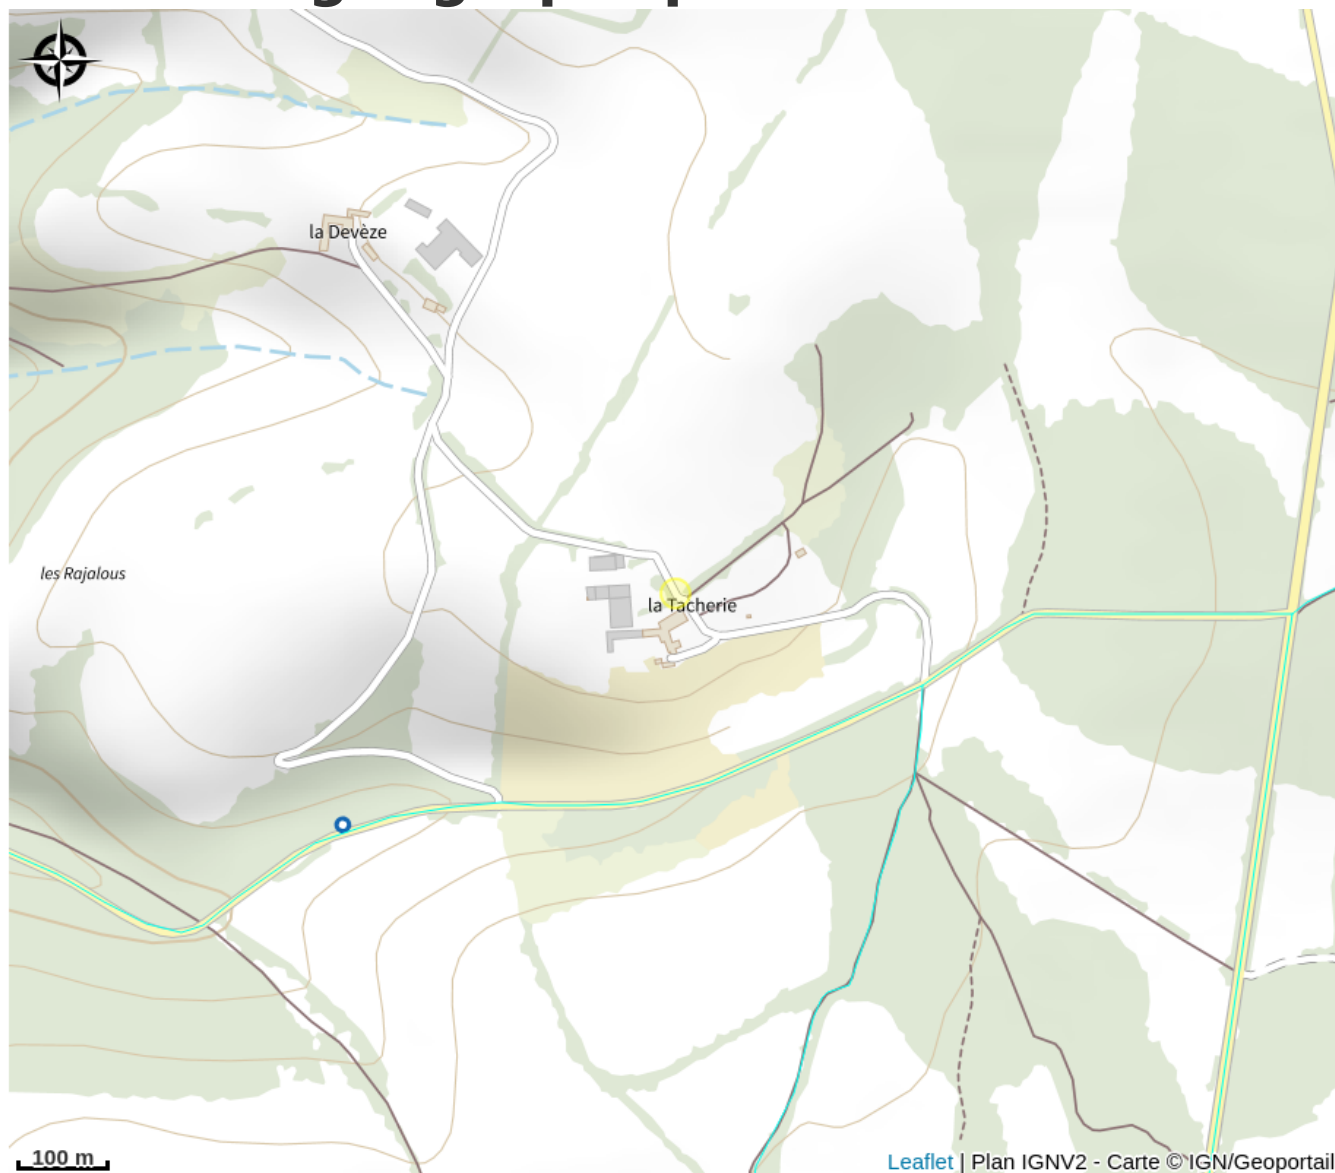 la Devèze
les Rajalous
la Tacherie
100 m
Leaflet | Plan IGNV2 - Carte © IGN/Geoportail